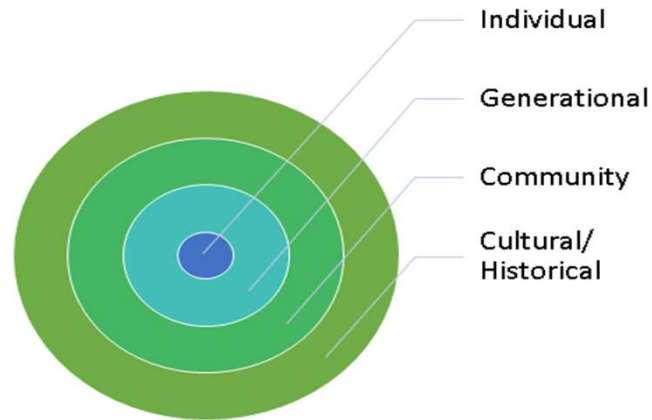 Individual
Generational
Community
Cultural/
Historical